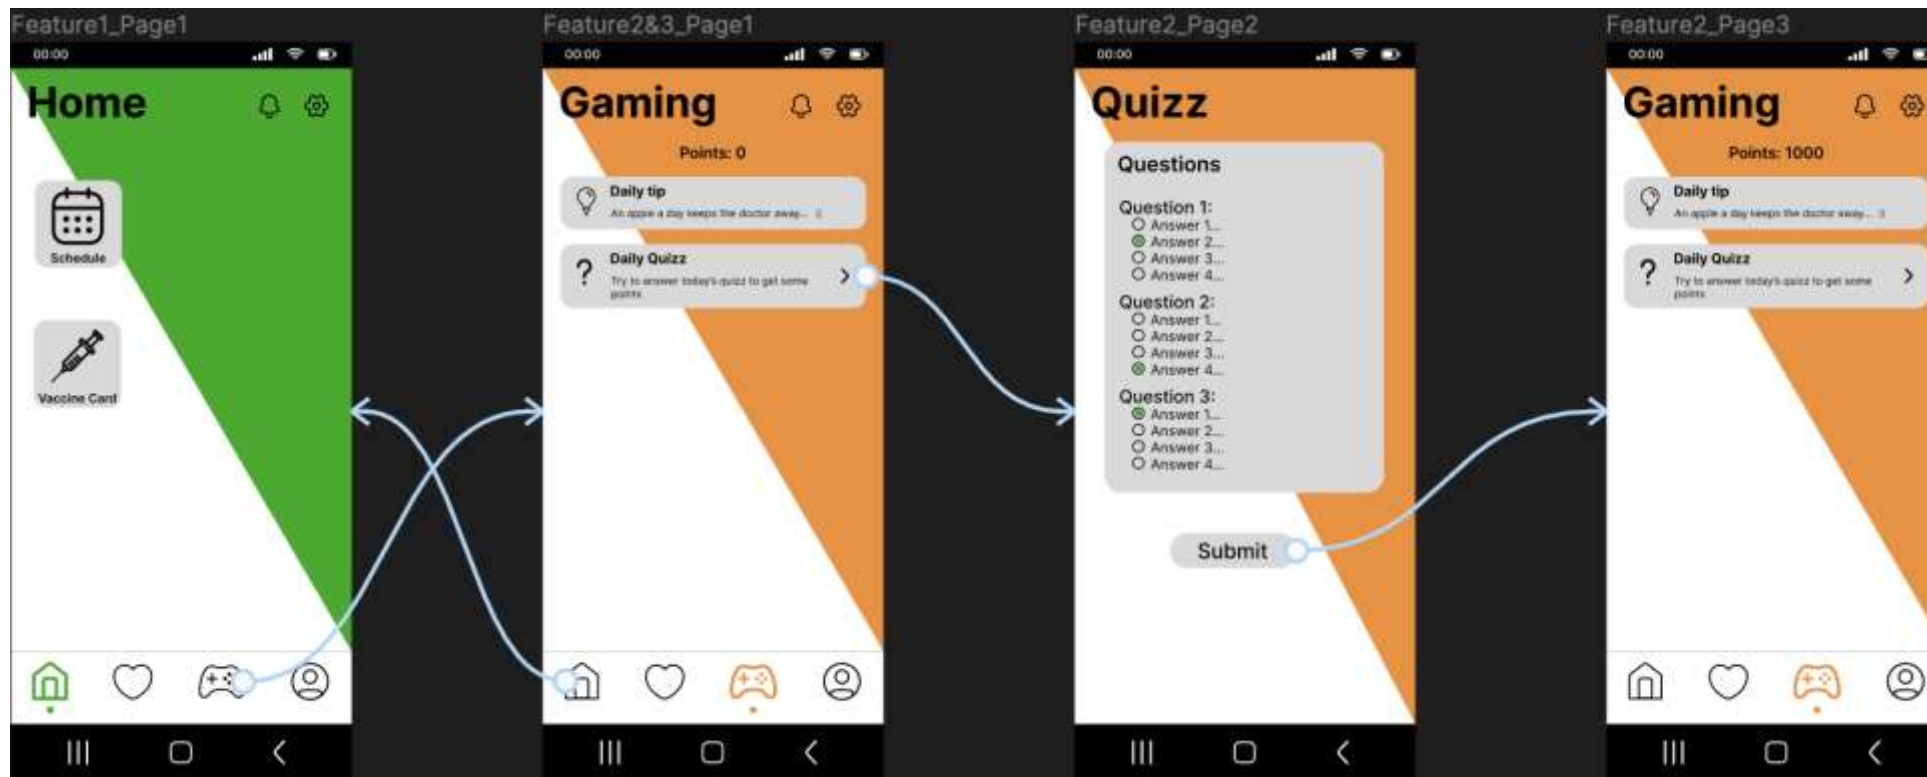 Feature1_Page1
00:00
Home
Schedule
Vaccine Card
Feature2&3_Page1
00:00
Gaming
Points: 0
Daily tip
An apple a day keeps the doctor away...
Daily Quizz
Try to answer today's quizz to get some
points
Feature2_Page2
00:00
Quizz
Questions
Question 1:
Answer 1...
Answer 2...
Answer 3...
Answer 4...
Question 2:
Answer 1...
Answer 2...
Answer 3...
Answer 4...
Question 3:
Answer 1...
Answer 2...
Answer 3...
Answer 4...
Submit
Feature2_Page3
00:00
Gaming
Points: 1000
Daily tip
An apple a day keeps the doctor away...
Daily Quizz
Try to answer today's quizz to get some
points